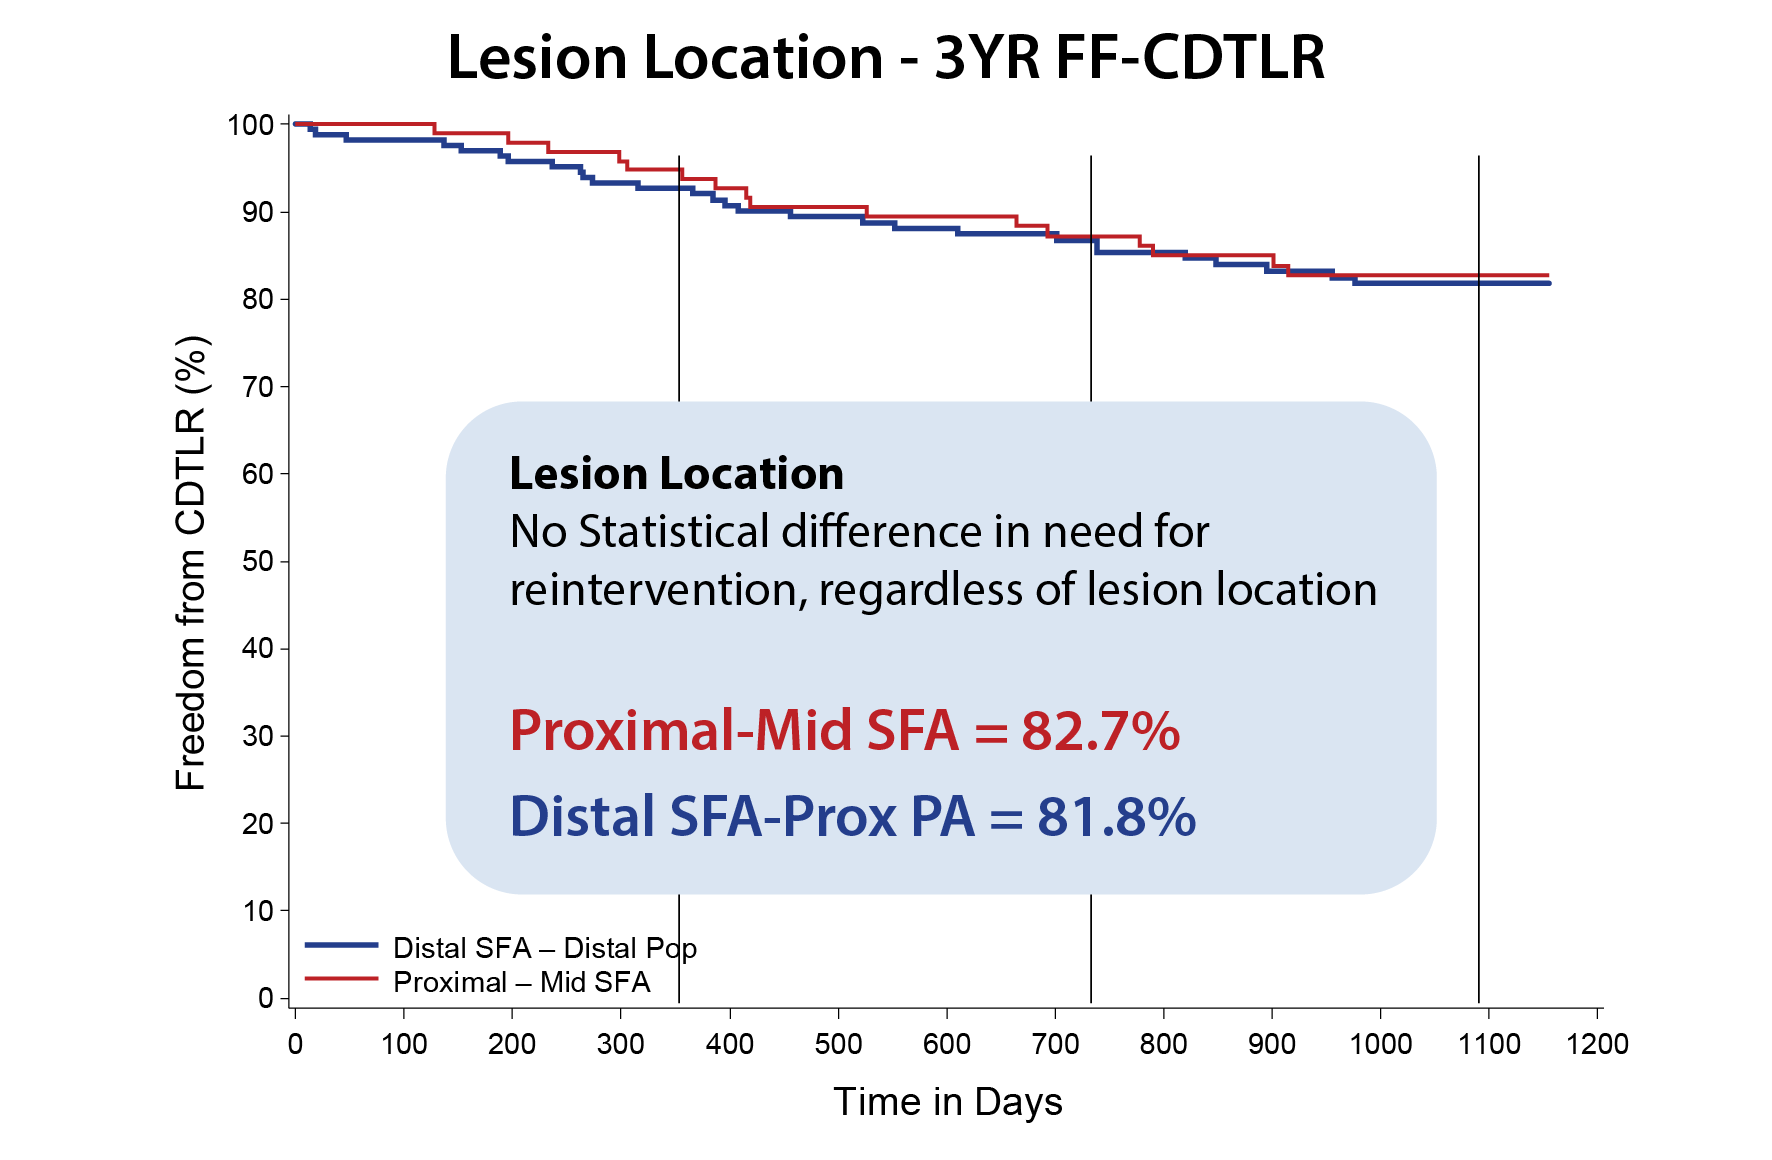 Lesion Location - 3YR FF-CDTLR
Freedom from CDTLR (%)
100
90
80
70
60
50
40
30
20
10
0
Lesion Location
No Statistical difference in need for
reintervention, regardless of lesion location
Proximal-Mid SFA = 82.7%
Distal SFA-Prox PA = 81.8%
Distal SFA – Distal Pop
Proximal – Mid SFA
0 100 200 300 400 500 600 700 800 900 1000 1100 1200
Time in Days